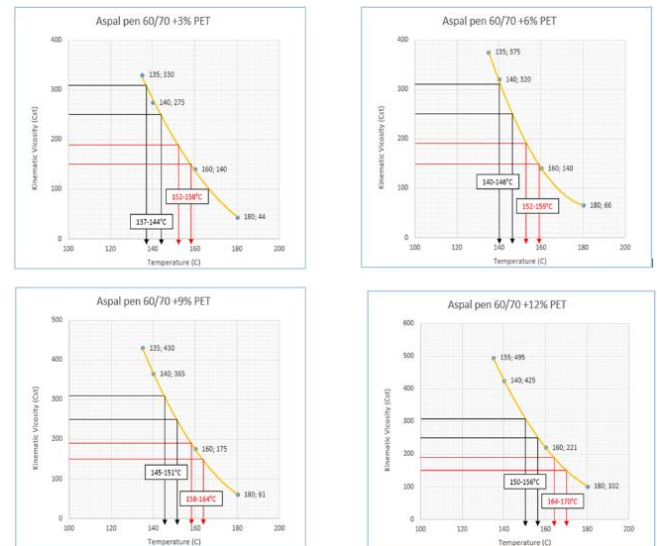 Aspal pen 60/70 +3% PET
Kinematic Vicosity (Cst)
400
300
200
100
0
135; 330
140; 275
160; 140
180; 44
152-158°C
137-144°C
100 120 140 160 180 200
Temperature (C)
Aspal pen 60/70 +6% PET
Kinematic Vicosity (Cst)
400
300
200
100
0
135; 375
140; 320
160; 140
180; 66
140-146°C
152-159°C
100 120 140 160 180 200
Temperature (C)
Aspal pen 60/70 +9% PET
Kinematic Vicosity (Cst)
500
400
300
200
100
0
135; 430
140; 365
160; 175
180; 61
145-151°C
158-164°C
100 120 140 160 180 200
Temperature (C)
Aspal pen 60/70 +12% PET
Kinematic Vicosity (Cst)
600
500
400
300
200
100
0
135; 495
140; 425
160; 221
180; 102
150-156°C
164-170°C
100 120 140 160 180 200
Temperature (C)